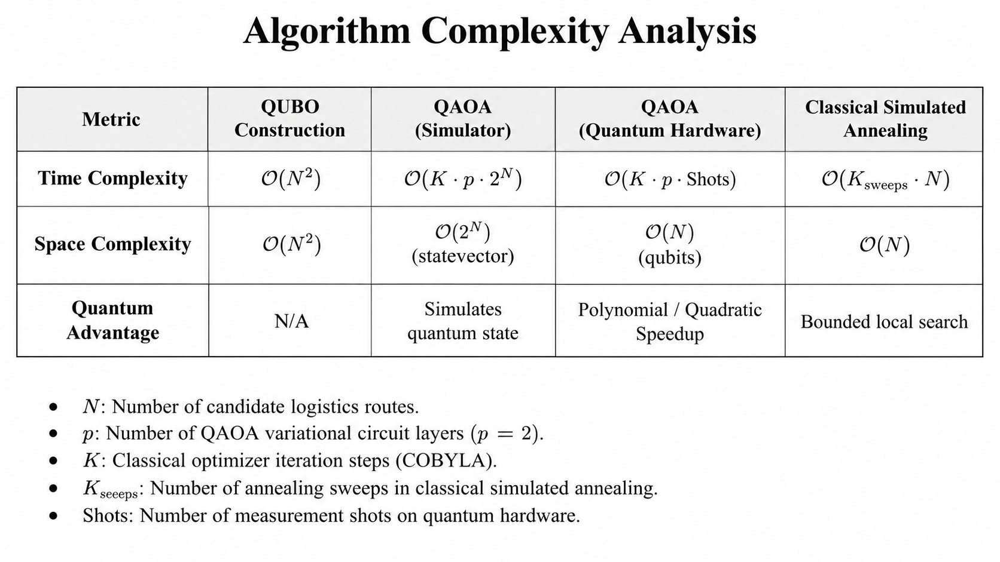 Algorithm Complexity Analysis
Metric
QUBO
Construction
QAOA
(Simulator)
QAOA
(Quantum Hardware)
Classical Simulated
Annealing
Time Complexity
𝒪(N²)
𝒪(K · p · 2ᴺ)
𝒪(K · p · Shots)
𝒪(K_sweeps · N)
Space Complexity
𝒪(N²)
𝒪(2ᴺ)
(statevector)
𝒪(N)
(qubits)
𝒪(N)
Quantum
Advantage
N/A
Simulates
quantum state
Polynomial / Quadratic
Speedup
Bounded local search
• N: Number of candidate logistics routes.
• p: Number of QAOA variational circuit layers (p = 2).
• K: Classical optimizer iteration steps (COBYLA).
• K_seeeps: Number of annealing sweeps in classical simulated annealing.
• Shots: Number of measurement shots on quantum hardware.